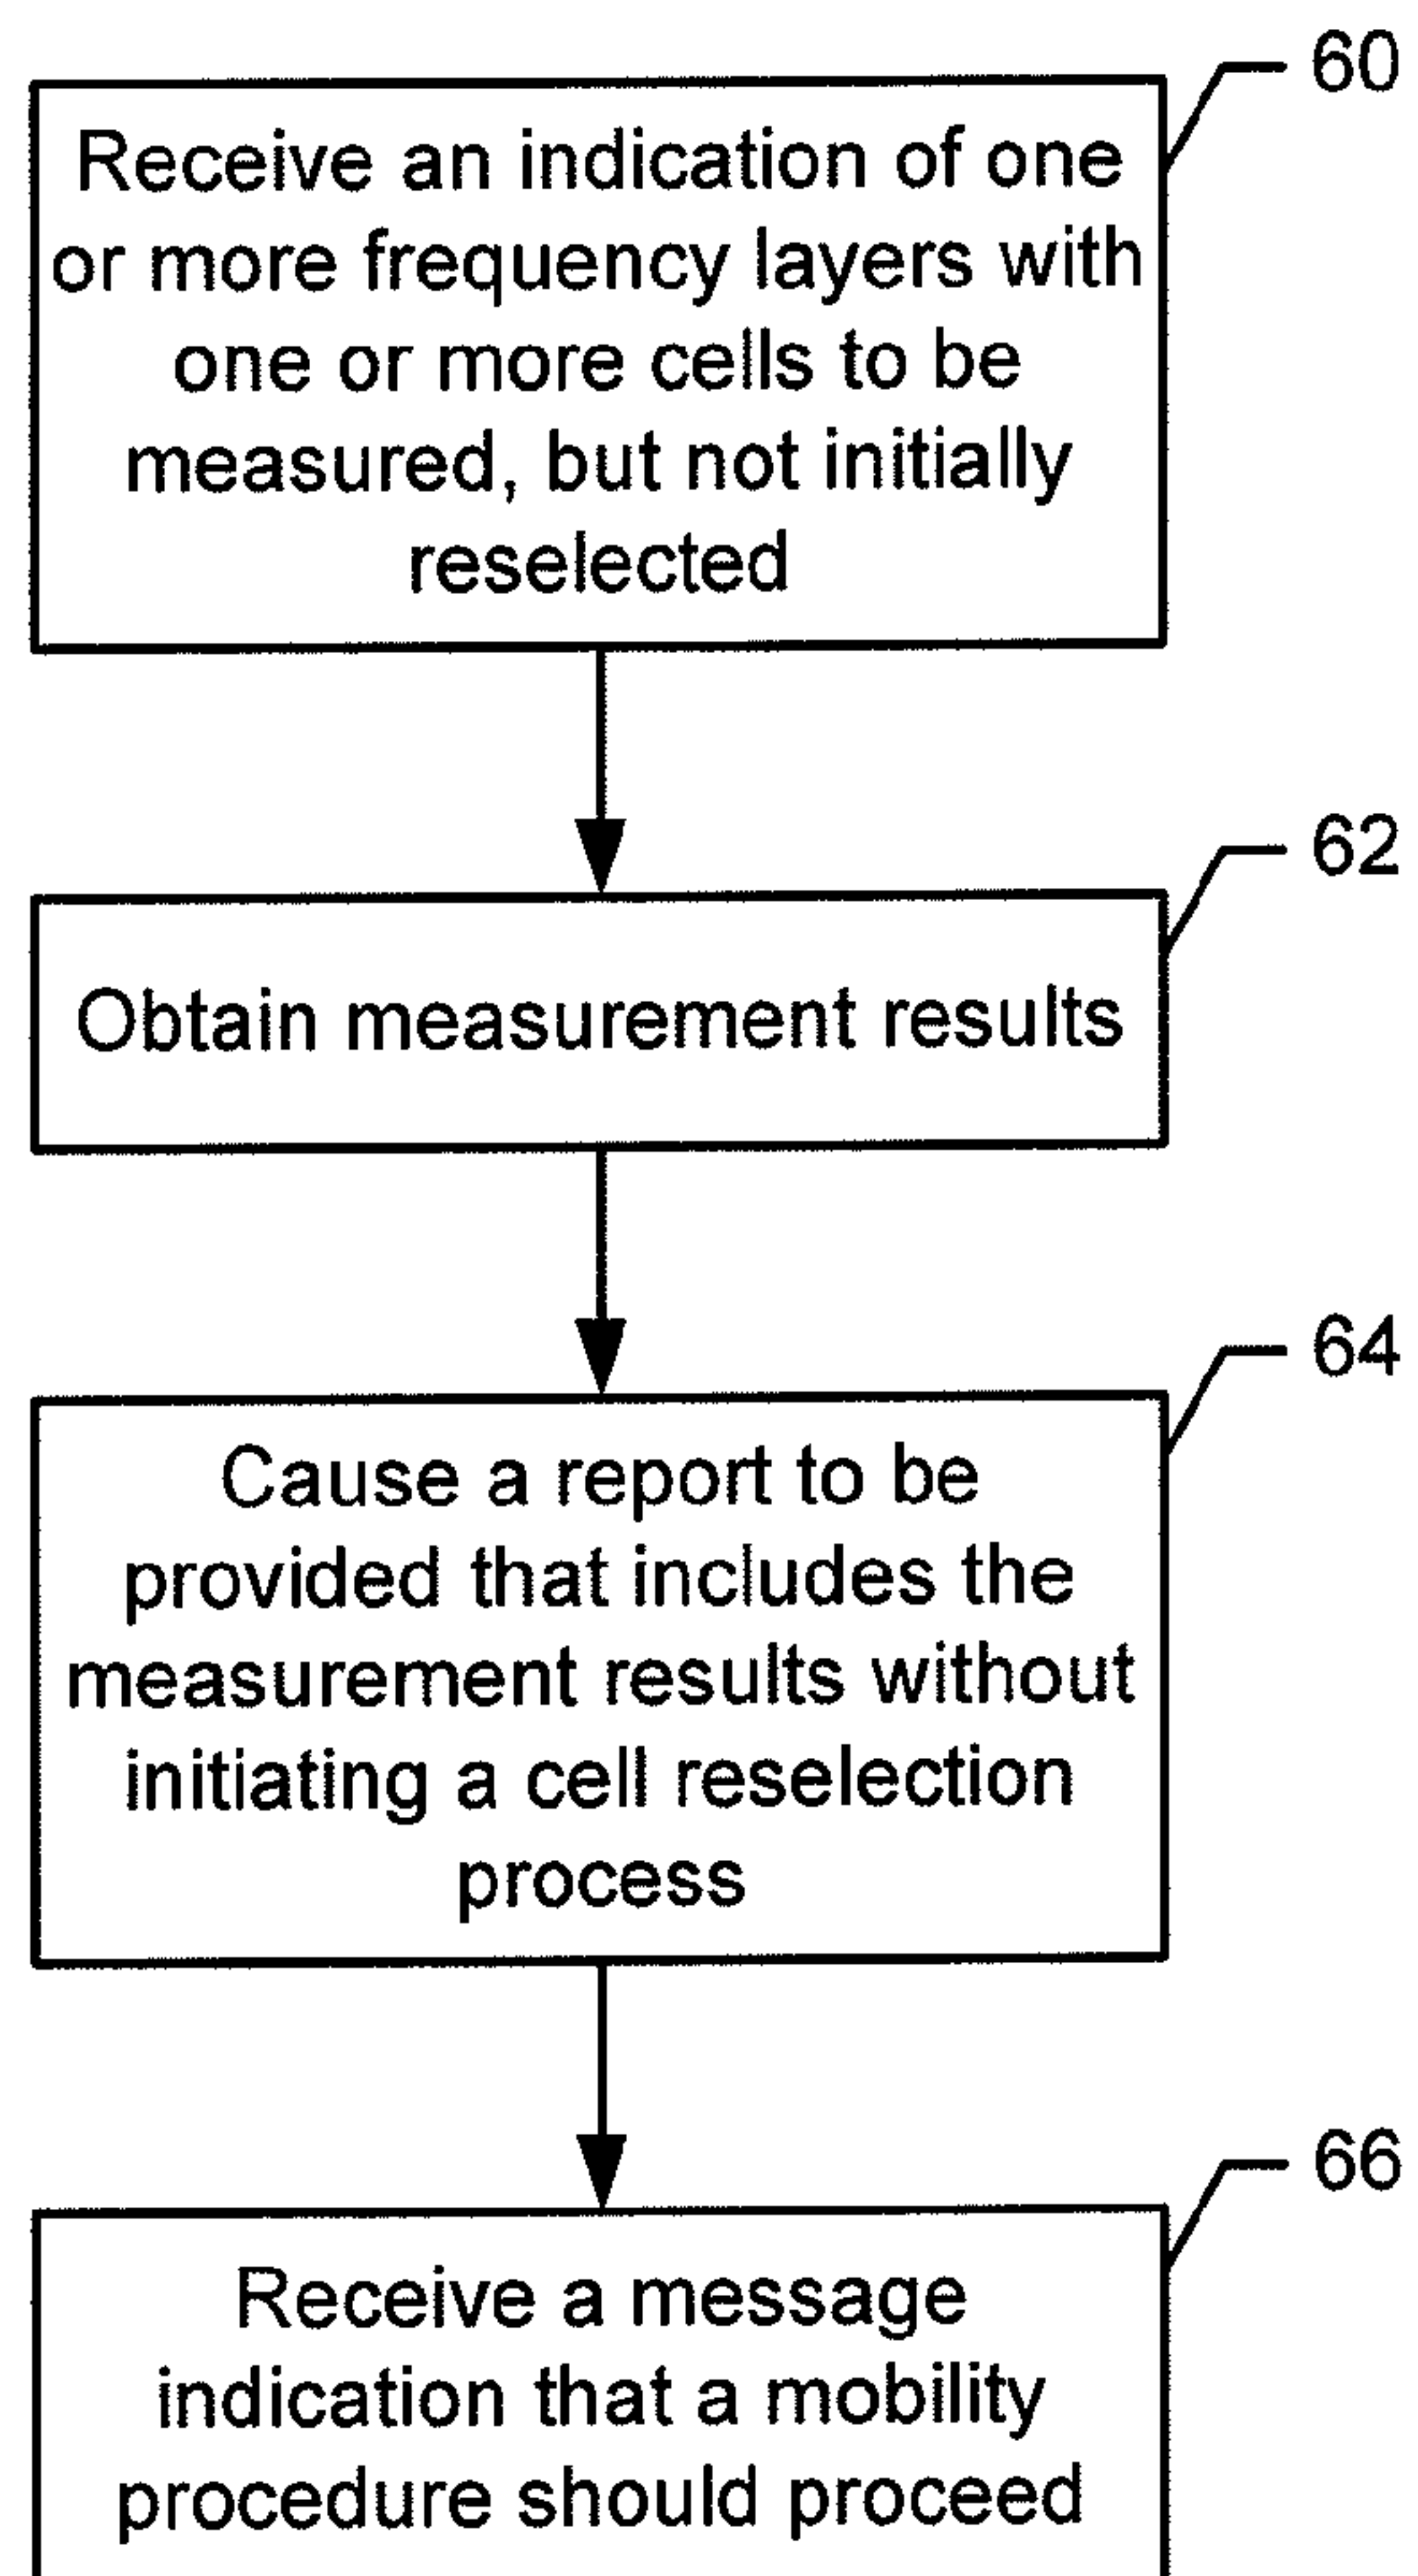 60
Receive an indication of one
or more frequency layers with
one or more cells to be
measured, but not initially
reselected
62
Obtain measurement results
64
Cause a report to be
provided that includes the
measurement results without
initiating a cell reselection
process
66
Receive a message
indication that a mobility
procedure should proceed